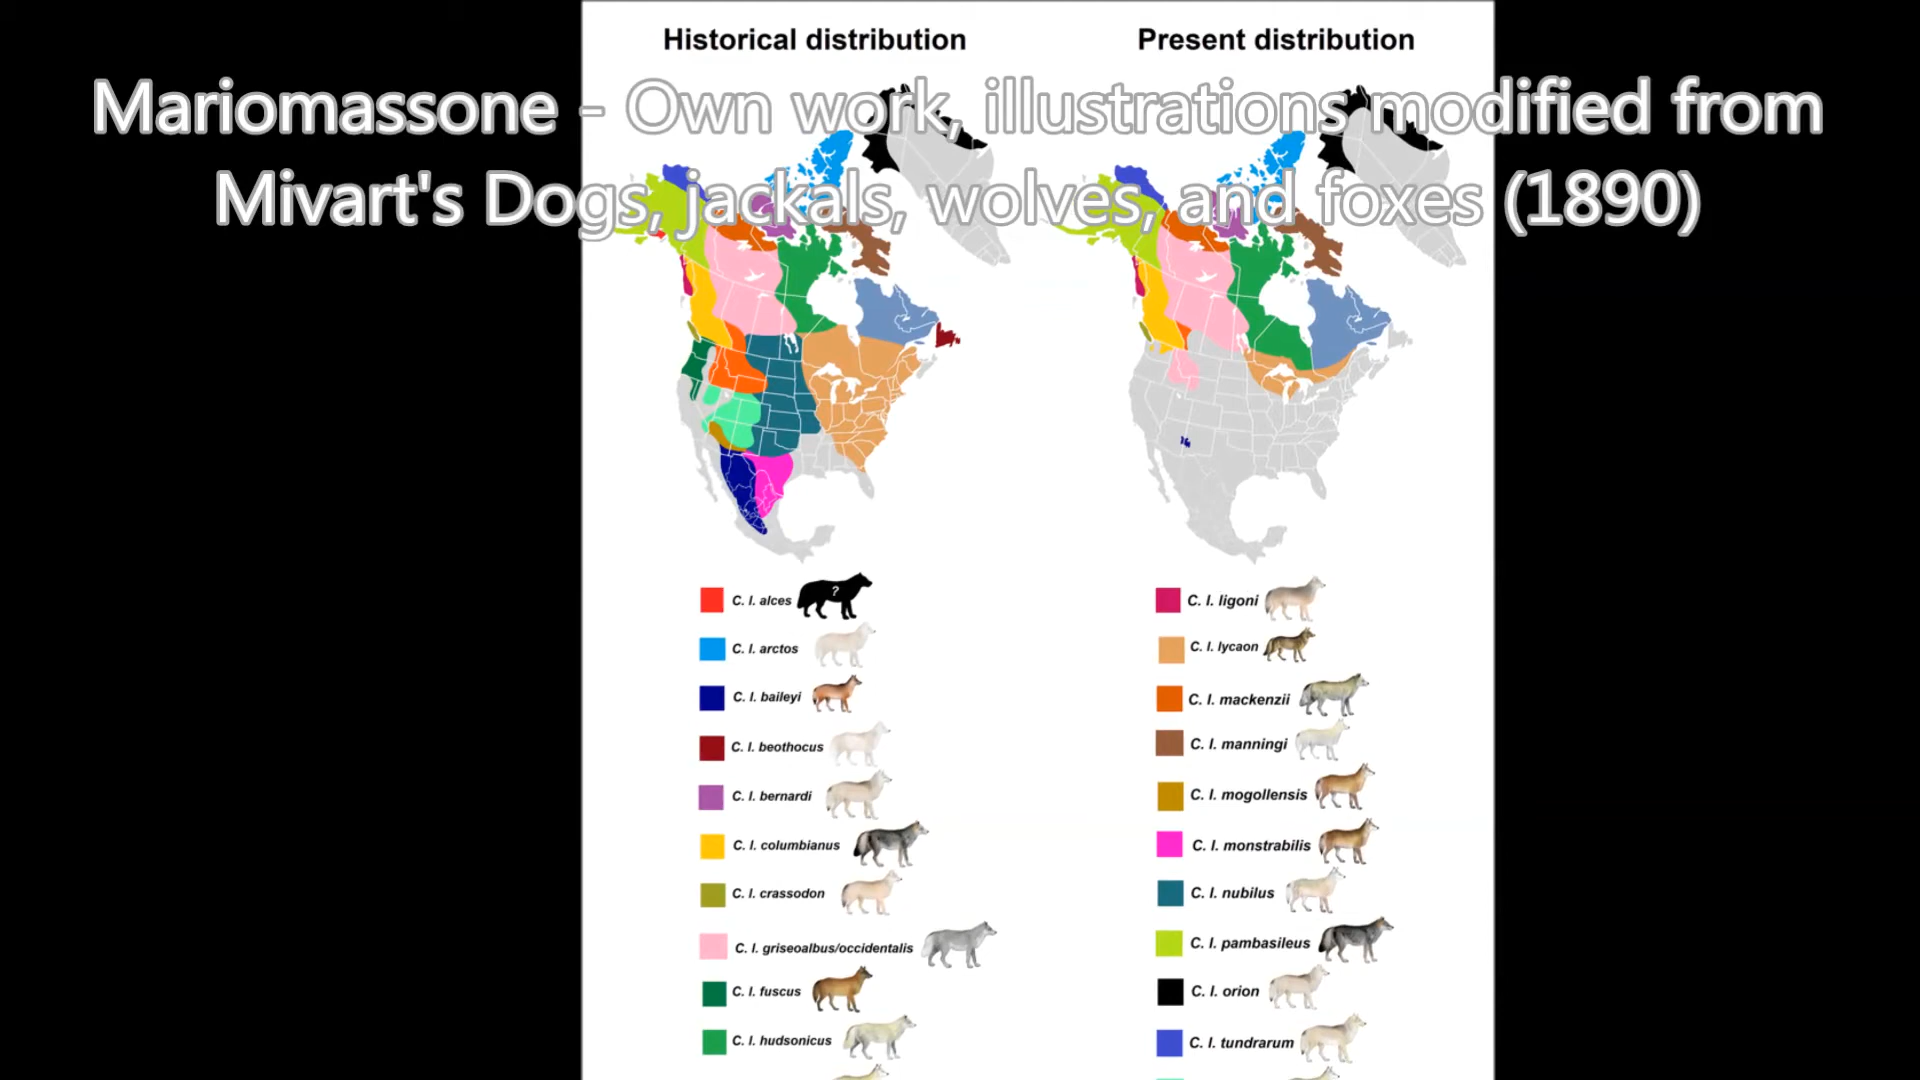 Historical distribution
Present distribution
Mariomassone - Own work, illustrations modified from
Mivart's Dogs, jackals, wolves, and foxes (1890)
C. l. alces
?
C. l. arctos
C. l. baileyi
C. l. beothocus
C. l. bernardi
C. l. columbianus
C. l. crassodon
C. l. griseoalbus/occidentalis
C. l. fuscus
C. l. hudsonicus
C. l. ligoni
C. l. lycaon
C. l. mackenzii
C. l. manningi
C. l. mogollensis
C. l. monstrabilis
C. l. nubilus
C. l. pambasileus
C. l. orion
C. l. tundrarum